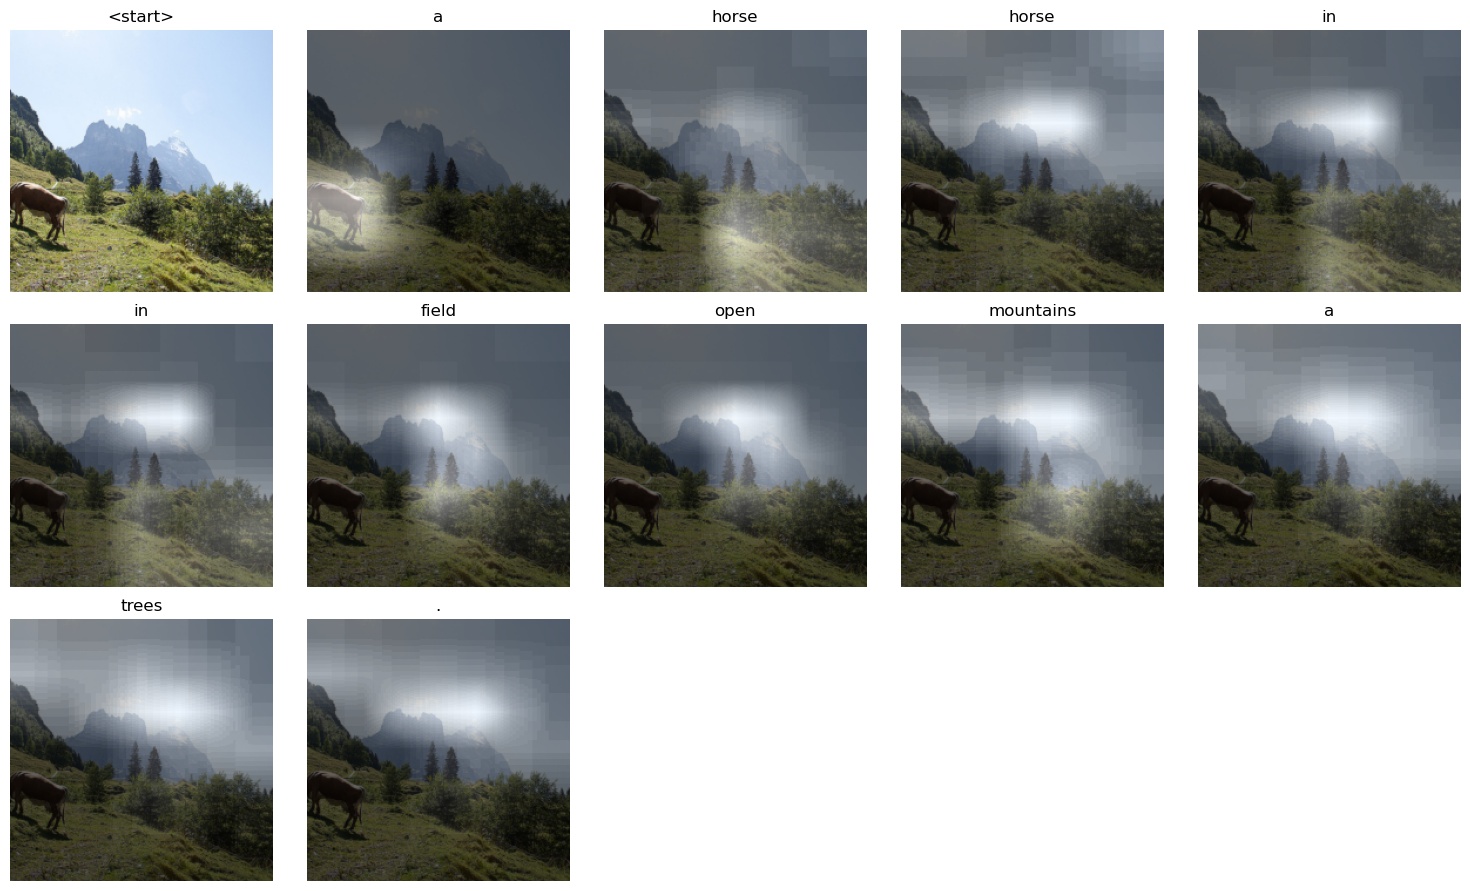 <start> a horse horse in
in field open mountains a
trees .